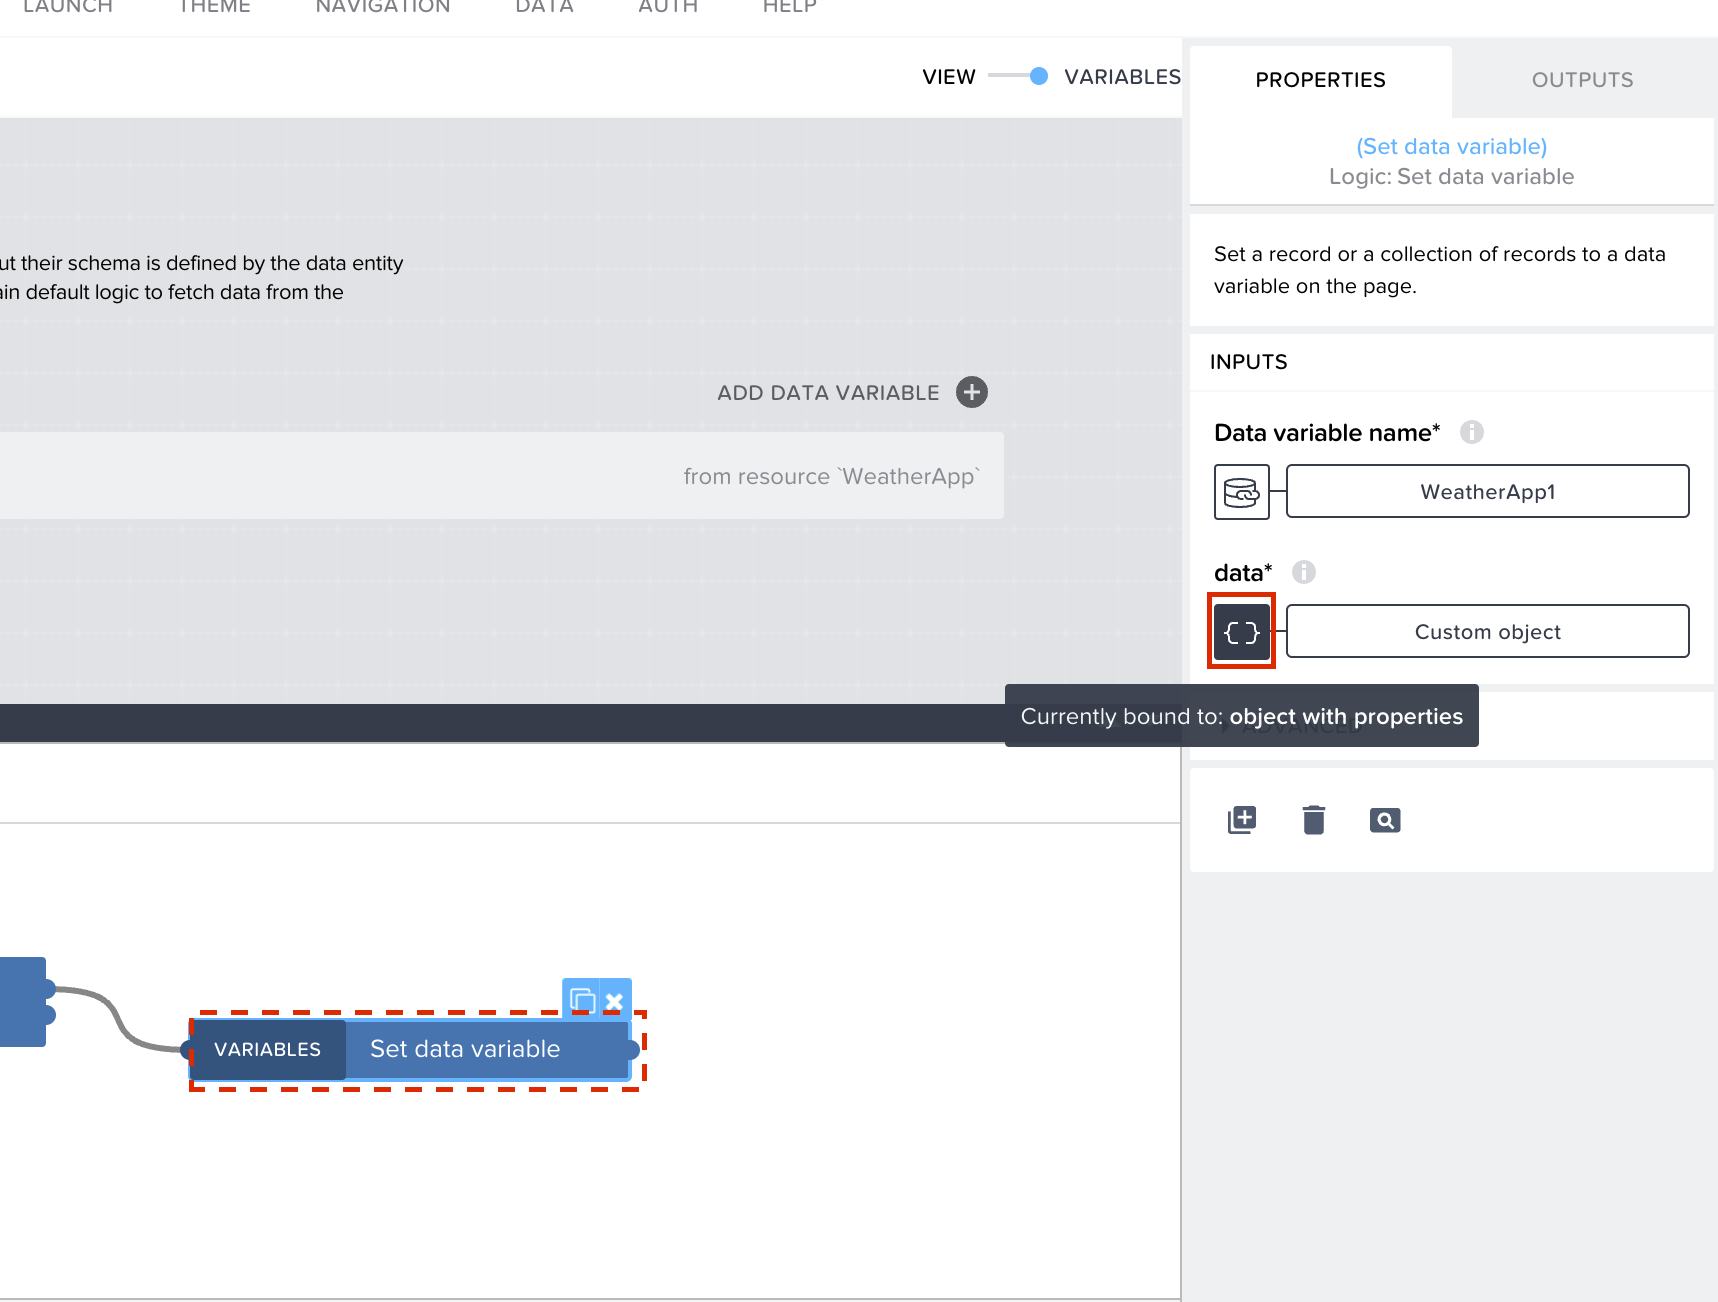 LAUNCH THEME NAVIGATION DATA AUTH HELP
VIEW VARIABLES
PROPERTIES OUTPUTS
(Set data variable)
Logic: Set data variable
Set a record or a collection of records to a data
variable on the page.
ut their schema is defined by the data entity
ain default logic to fetch data from the
INPUTS
ADD DATA VARIABLE
Data variable name*
from resource `WeatherApp`
WeatherApp1
data*
{ } Custom object
Currently bound to: object with properties
ADVANCED
VARIABLES Set data variable